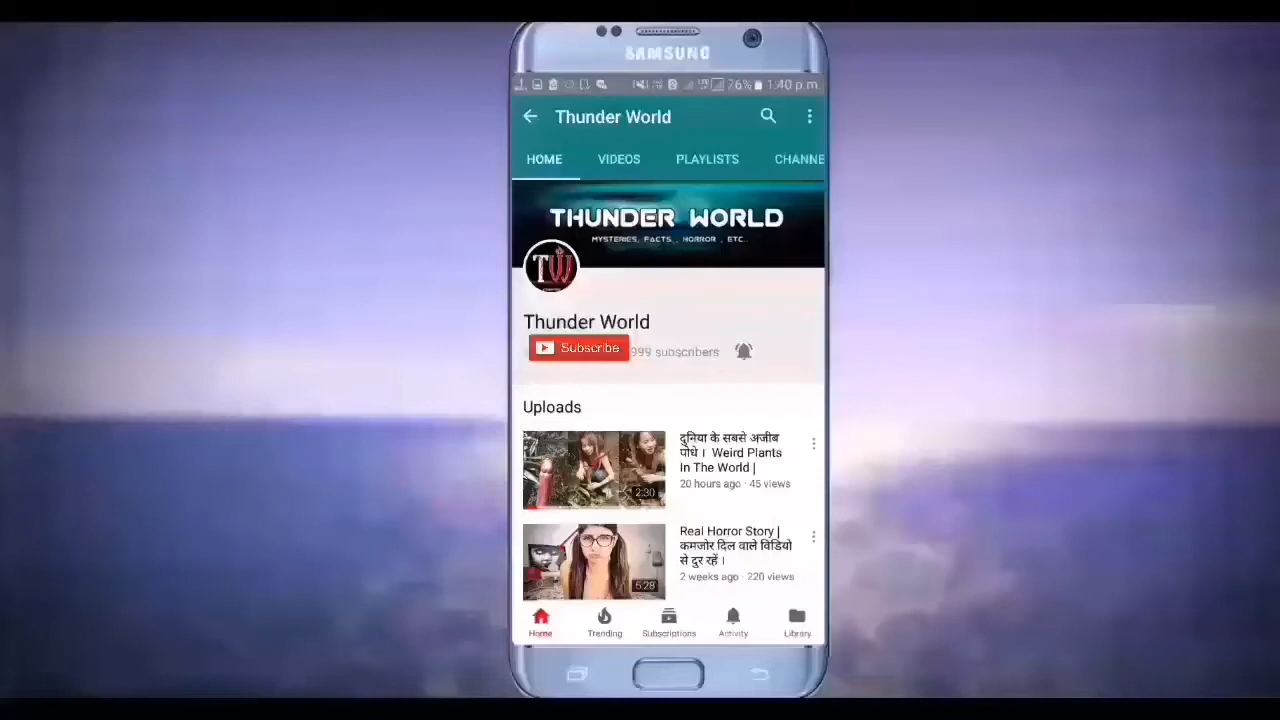 SAMSUNG
76% 1:40 p.m.
Thunder World
HOME VIDEOS PLAYLISTS CHANNE
THUNDER WORLD
MYSTERIES, FACTS, , HORROR , ETC..
TW
Thunder World
Subscribe 999 subscribers
Uploads
दुनिया के सबसे अजीब
पोधे । Weird Plants
In The World |
20 hours ago · 45 views
2:30
Real Horror Story |
कमजोर दिल वाले विडियो
से दुर रहें ।
2 weeks ago · 220 views
5:28
Home Trending Subscriptions Activity Library